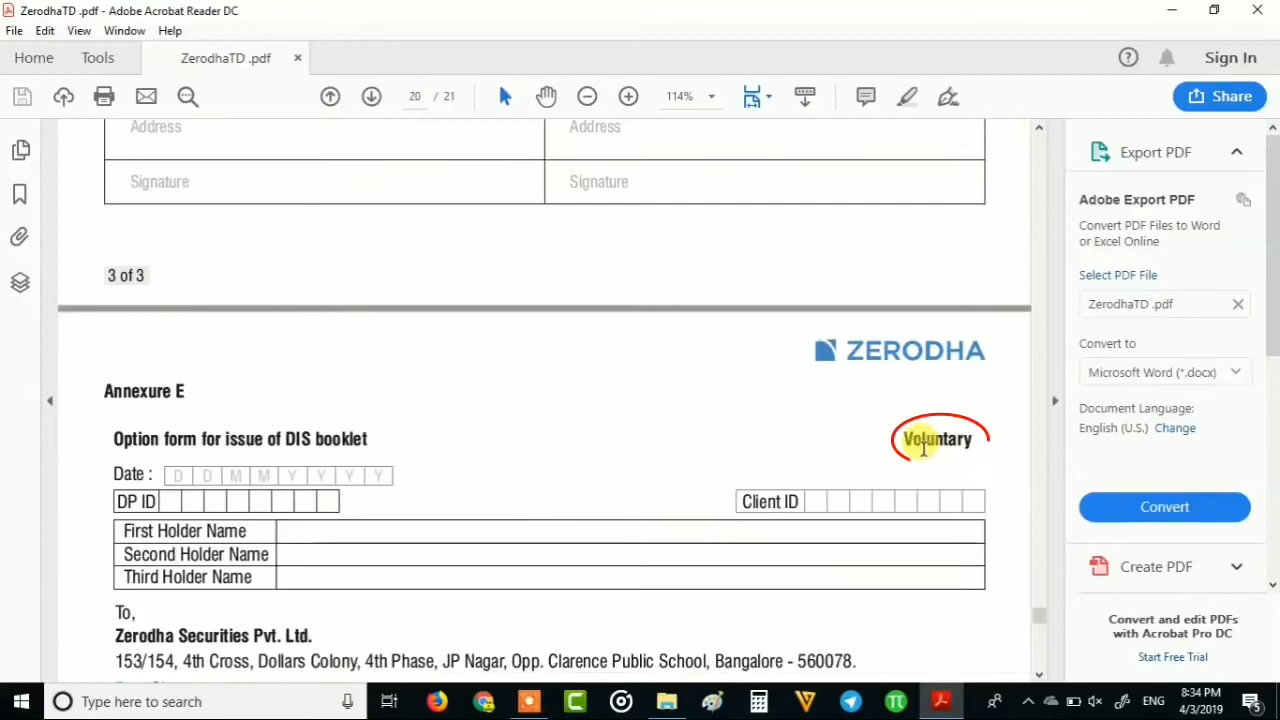 ZerodhaTD .pdf - Adobe Acrobat Reader DC
File Edit View Window Help
Home Tools ZerodhaTD .pdf ×
Sign In
20 / 21
114%
Share
Address Address
Signature Signature
3 of 3
ZERODHA
Annexure E
Option form for issue of DIS booklet
Voluntary
Date : D D M M Y Y Y Y
DP ID
Client ID
First Holder Name
Second Holder Name
Third Holder Name
To,
Zerodha Securities Pvt. Ltd.
153/154, 4th Cross, Dollars Colony, 4th Phase, JP Nagar, Opp. Clarence Public School, Bangalore - 560078.
Export PDF
Adobe Export PDF
Convert PDF Files to Word
or Excel Online
Select PDF File
ZerodhaTD .pdf
Convert to
Microsoft Word (*.docx)
Document Language:
English (U.S.) Change
Convert
Create PDF
Convert and edit PDFs
with Acrobat Pro DC
Start Free Trial
Type here to search
ENG
8:34 PM
4/3/2019
5